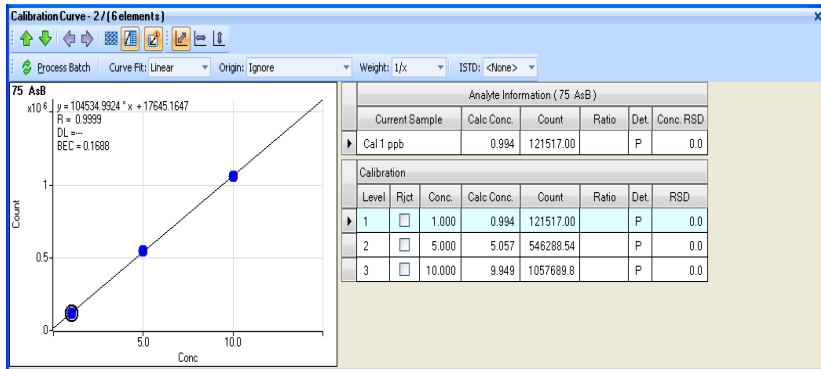 Calibration Curve - 2 / ( 6 elements ) x
Process Batch Curve Fit: Linear Origin: Ignore Weight: 1/x ISTD: <None>
75 AsB
x10 6 y = 104534.9924 * x + 17645.1647
R = 0.9999
DL =---
BEC = 0.1688
1
0.5
0
5.0 10.0
Count
Conc
Analyte Information ( 75 AsB )
Current Sample Calc Conc. Count Ratio Det. Conc. RSD
Cal 1 ppb 0.994 121517.00 P 0.0
Calibration
Level Rjct Conc. Calc Conc. Count Ratio Det. RSD
1 1.000 0.994 121517.00 P 0.0
2 5.000 5.057 546288.54 P 0.0
3 10.000 9.949 1057689.8 P 0.0